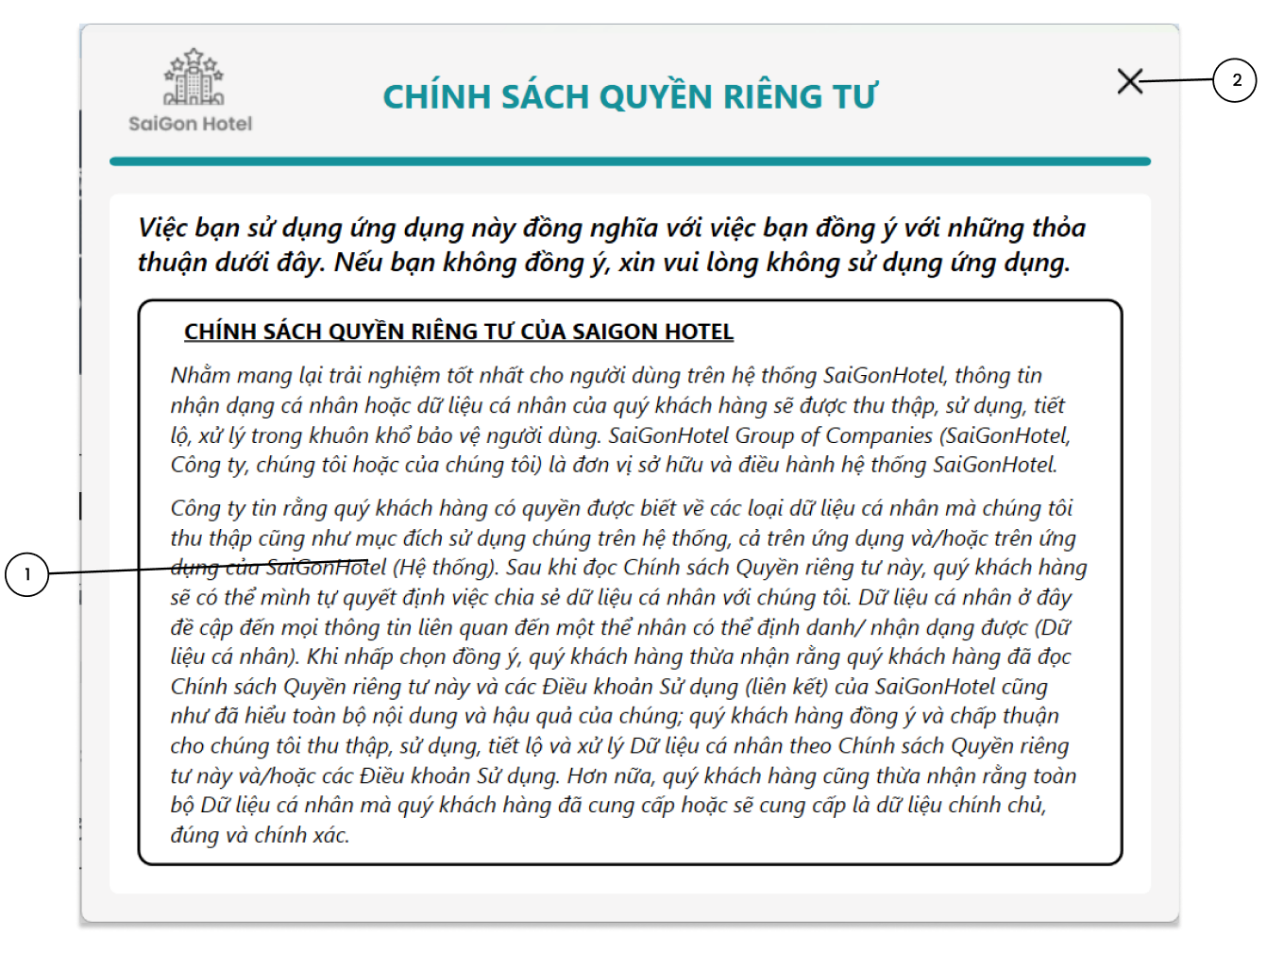 SaiGon Hotel
CHÍNH SÁCH QUYỀN RIÊNG TƯ
2
Việc bạn sử dụng ứng dụng này đồng nghĩa với việc bạn đồng ý với những thỏa
thuận dưới đây. Nếu bạn không đồng ý, xin vui lòng không sử dụng ứng dụng.
CHÍNH SÁCH QUYỀN RIÊNG TƯ CỦA SAIGON HOTEL
Nhằm mang lại trải nghiệm tốt nhất cho người dùng trên hệ thống SaiGonHotel, thông tin
nhận dạng cá nhân hoặc dữ liệu cá nhân của quý khách hàng sẽ được thu thập, sử dụng, tiết
lộ, xử lý trong khuôn khổ bảo vệ người dùng. SaiGonHotel Group of Companies (SaiGonHotel,
Công ty, chúng tôi hoặc của chúng tôi) là đơn vị sở hữu và điều hành hệ thống SaiGonHotel.
Công ty tin rằng quý khách hàng có quyền được biết về các loại dữ liệu cá nhân mà chúng tôi
thu thập cũng như mục đích sử dụng chúng trên hệ thống, cả trên ứng dụng và/hoặc trên ứng
1
dụng của SaiGonHotel (Hệ thống). Sau khi đọc Chính sách Quyền riêng tư này, quý khách hàng
sẽ có thể mình tự quyết định việc chia sẻ dữ liệu cá nhân với chúng tôi. Dữ liệu cá nhân ở đây
đề cập đến mọi thông tin liên quan đến một thể nhân có thể định danh/ nhận dạng được (Dữ
liệu cá nhân). Khi nhấp chọn đồng ý, quý khách hàng thừa nhận rằng quý khách hàng đã đọc
Chính sách Quyền riêng tư này và các Điều khoản Sử dụng (liên kết) của SaiGonHotel cũng
như đã hiểu toàn bộ nội dung và hậu quả của chúng; quý khách hàng đồng ý và chấp thuận
cho chúng tôi thu thập, sử dụng, tiết lộ và xử lý Dữ liệu cá nhân theo Chính sách Quyền riêng
tư này và/hoặc các Điều khoản Sử dụng. Hơn nữa, quý khách hàng cũng thừa nhận rằng toàn
bộ Dữ liệu cá nhân mà quý khách hàng đã cung cấp hoặc sẽ cung cấp là dữ liệu chính chủ,
đúng và chính xác.